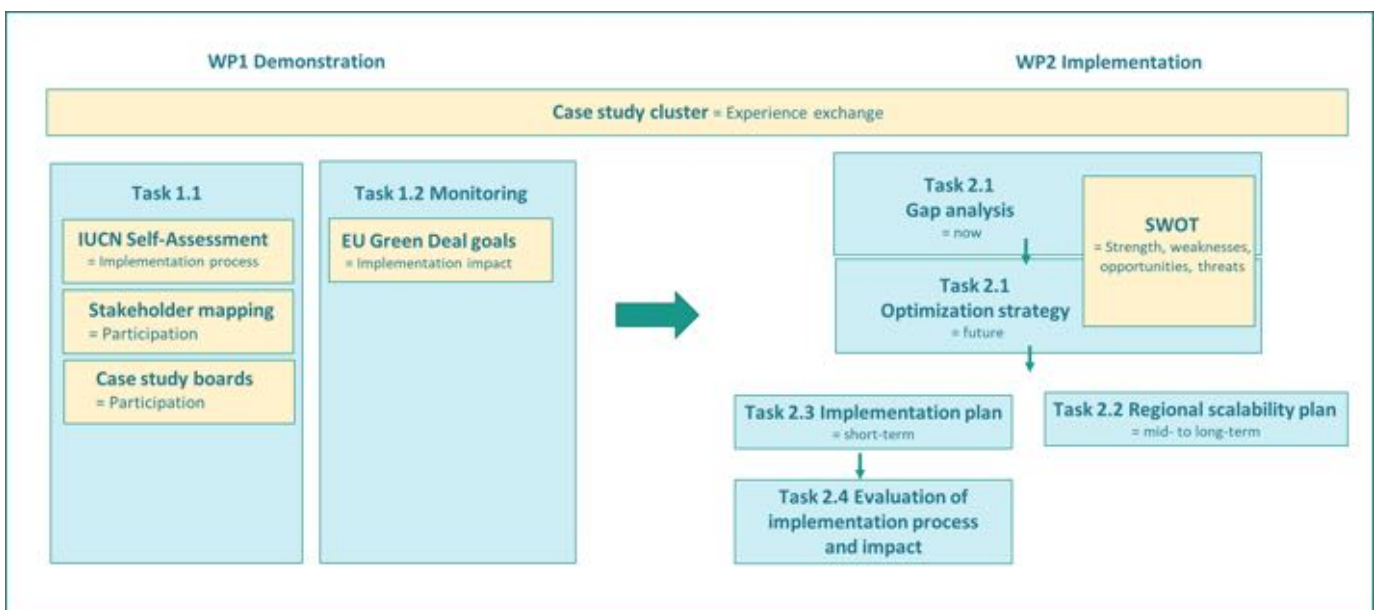 WP1 Demonstration
WP2 Implementation
Case study cluster = Experience exchange
Task 1.1
IUCN Self-Assessment
= Implementation process
Stakeholder mapping
= Participation
Case study boards
= Participation
Task 1.2 Monitoring
EU Green Deal goals
= Implementation impact
Task 2.1
Gap analysis
= now
SWOT
= Strength, weaknesses,
opportunities, threats
Task 2.1
Optimization strategy
= future
Task 2.3 Implementation plan
= short-term
Task 2.2 Regional scalability plan
= mid- to long-term
Task 2.4 Evaluation of
implementation process
and impact